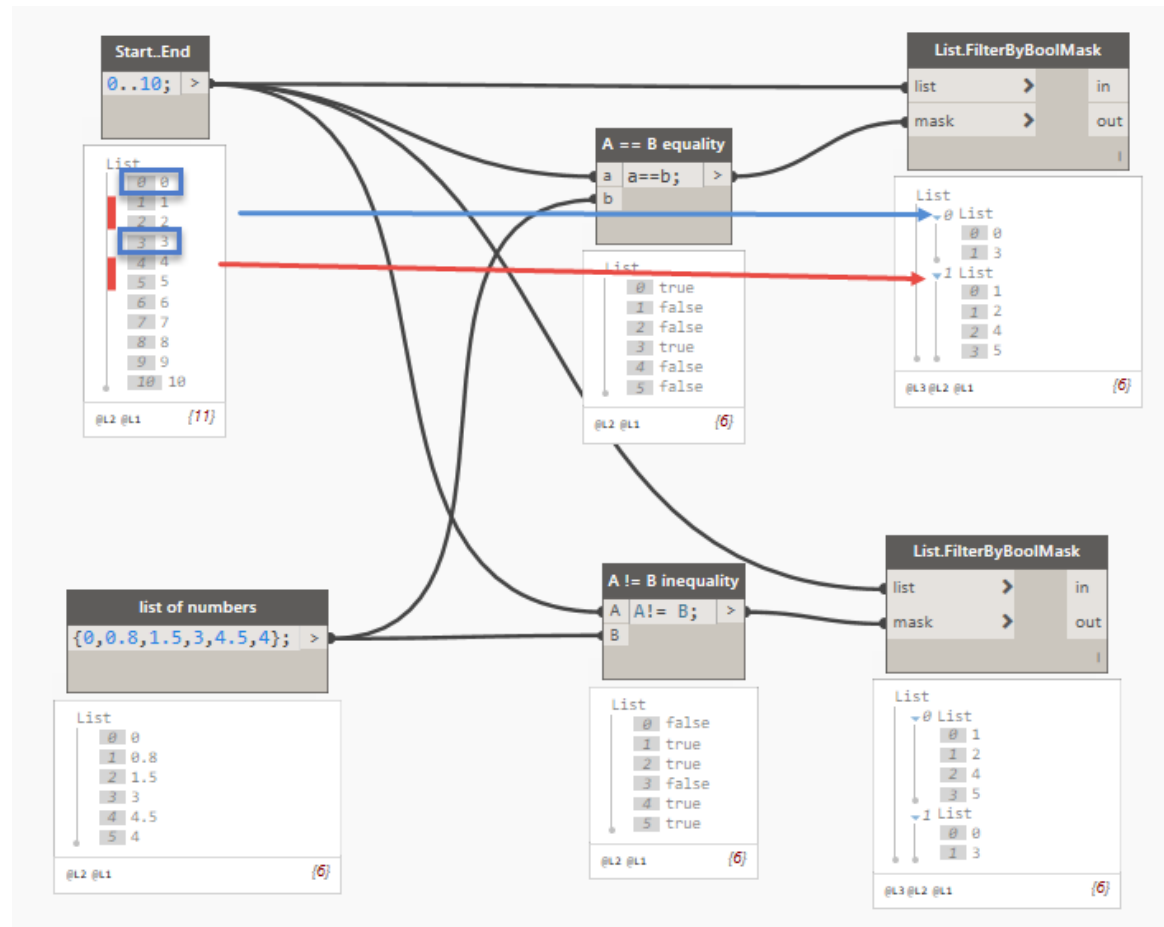 Start..End
0..10; >
List
0 0
1 1
2 2
3 3
4 4
5 5
6 6
7 7
8 8
9 9
10 10
@L2 @L1 {11}
A == B equality
a a==b; >
b
List
0 true
1 false
2 false
3 true
4 false
5 false
@L2 @L1 {6}
List.FilterByBoolMask
list > in
mask > out
l
List
0 List
0 0
1 3
1 List
0 1
1 2
2 4
3 5
@L3 @L2 @L1 {6}
list of numbers
{0,0.8,1.5,3,4.5,4}; >
List
0 0
1 0.8
2 1.5
3 3
4 4.5
5 4
@L2 @L1 {6}
A != B inequality
A A!= B; >
B
List
0 false
1 true
2 true
3 false
4 true
5 true
@L2 @L1 {6}
List.FilterByBoolMask
list > in
mask > out
l
List
0 List
0 1
1 2
2 4
3 5
1 List
0 0
1 3
@L3 @L2 @L1 {6}